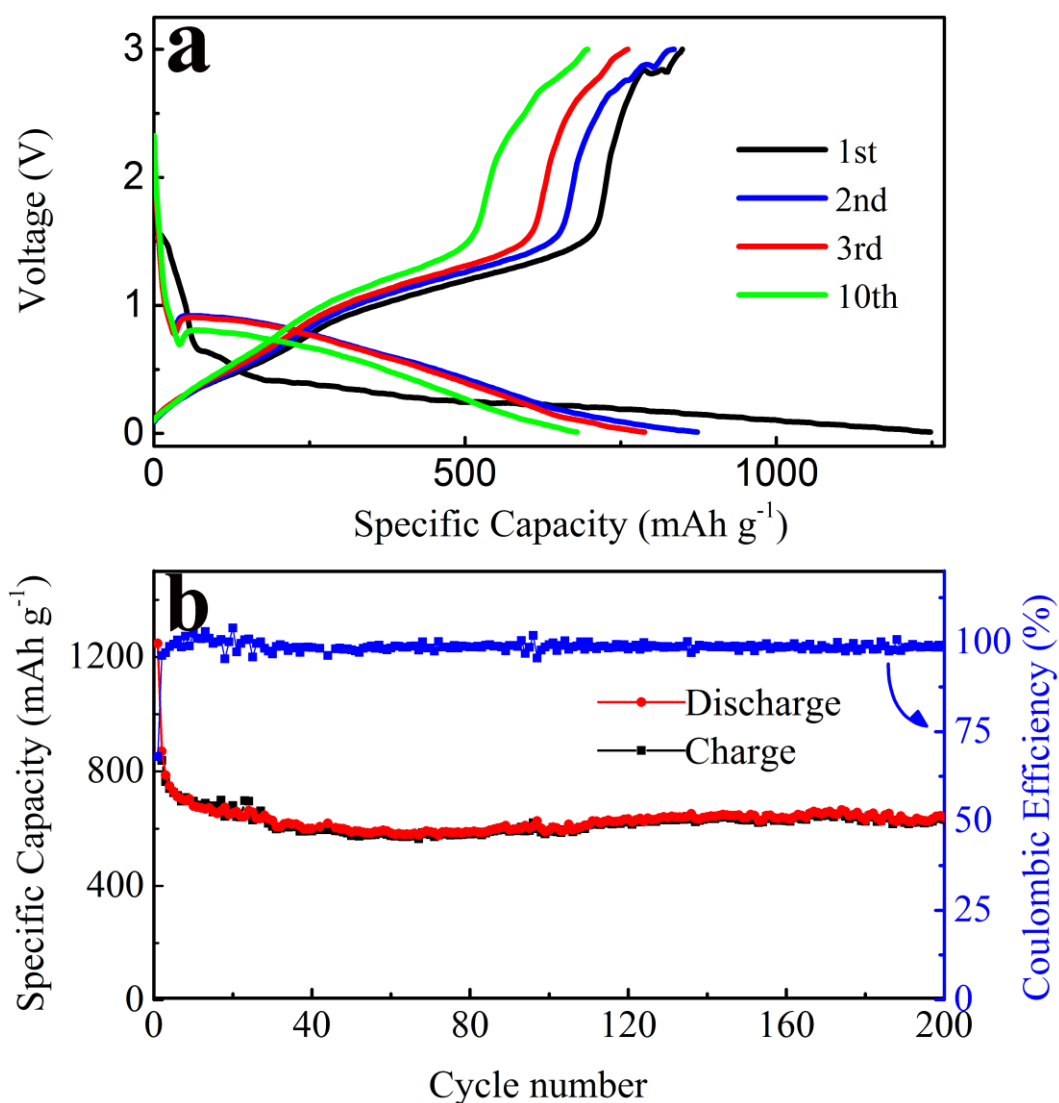 a
3
2
1
0
Voltage (V)
1st
2nd
3rd
10th
0
500
1000
Specific Capacity (mAh g⁻¹)
b
1200
800
400
0
Specific Capacity (mAh g⁻¹)
Discharge
Charge
100
75
50
25
0
Coulombic Efficiency (%)
0
40
80
120
160
200
Cycle number